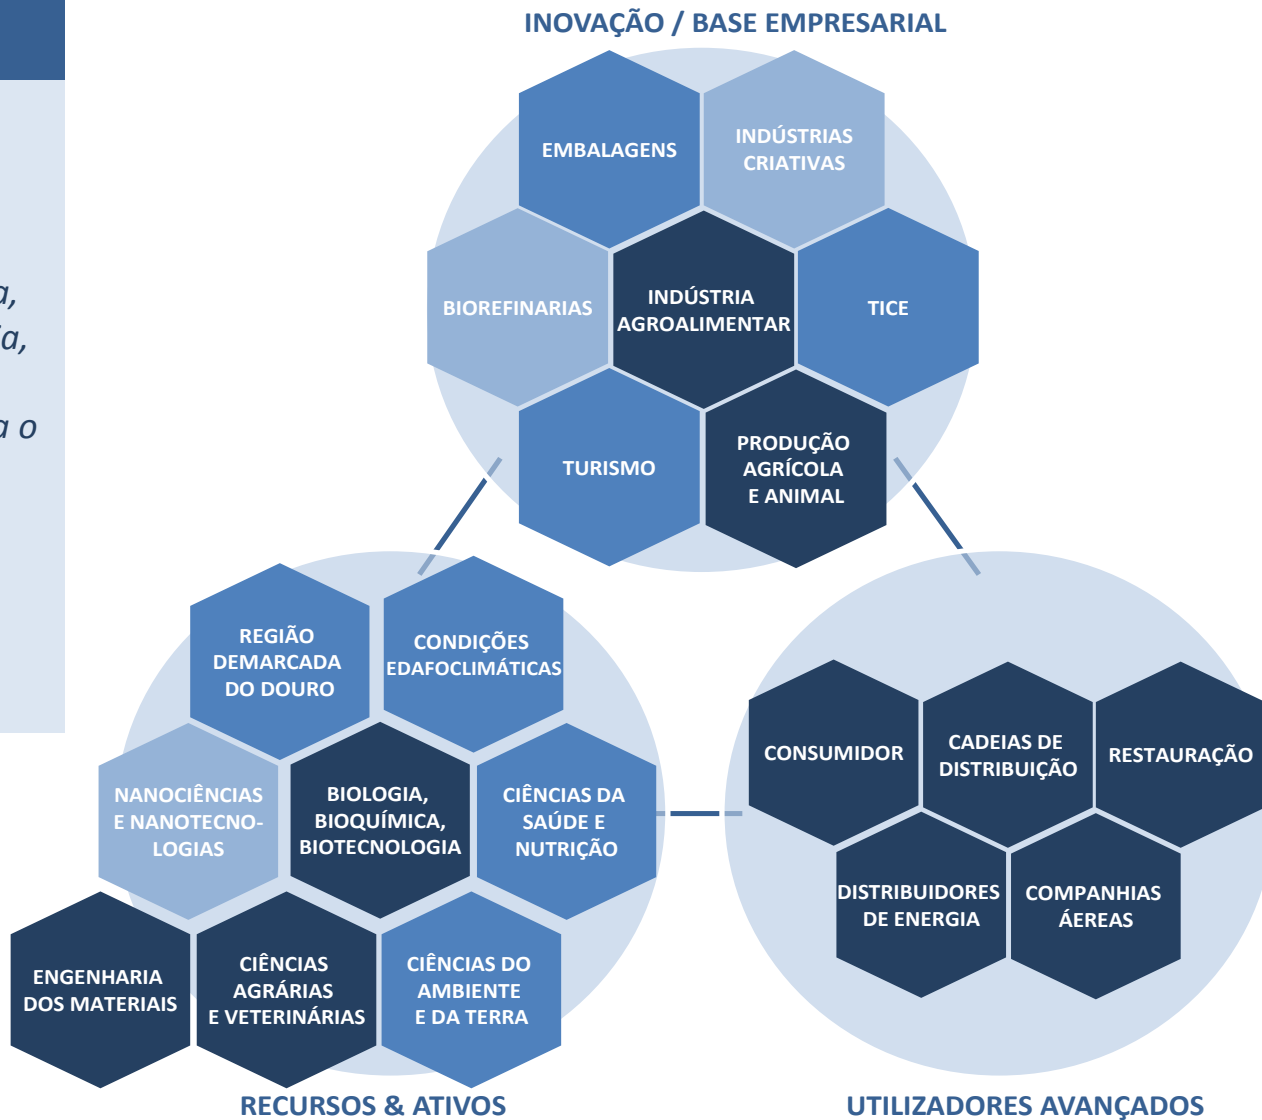 INOVAÇÃO / BASE EMPRESARIAL
EMBALAGENS
INDÚSTRIAS
CRIATIVAS
BIOREFINARIAS
INDÚSTRIA
AGROALIMENTAR
TICE
TURISMO
PRODUÇÃO
AGRÍCOLA
E ANIMAL
a o
REGIÃO
DEMARCADA
DO DOURO
CONDIÇÕES
EDAFOCLIMÁTICAS
NANOCIÊNCIAS
E NANOTECNO-
LOGIAS
BIOLOGIA,
BIOQUÍMICA,
BIOTECNOLOGIA
CIÊNCIAS DA
SAÚDE E
NUTRIÇÃO
ENGENHARIA
DOS MATERIAIS
CIÊNCIAS
AGRÁRIAS
E VETERINÁRIAS
CIÊNCIAS DO
AMBIENTE
E DA TERRA
RECURSOS & ATIVOS
CONSUMIDOR
CADEIAS DE
DISTRIBUIÇÃO
RESTAURAÇÃO
DISTRIBUIDORES
DE ENERGIA
COMPANHIAS
ÁEREAS
UTILIZADORES AVANÇADOS